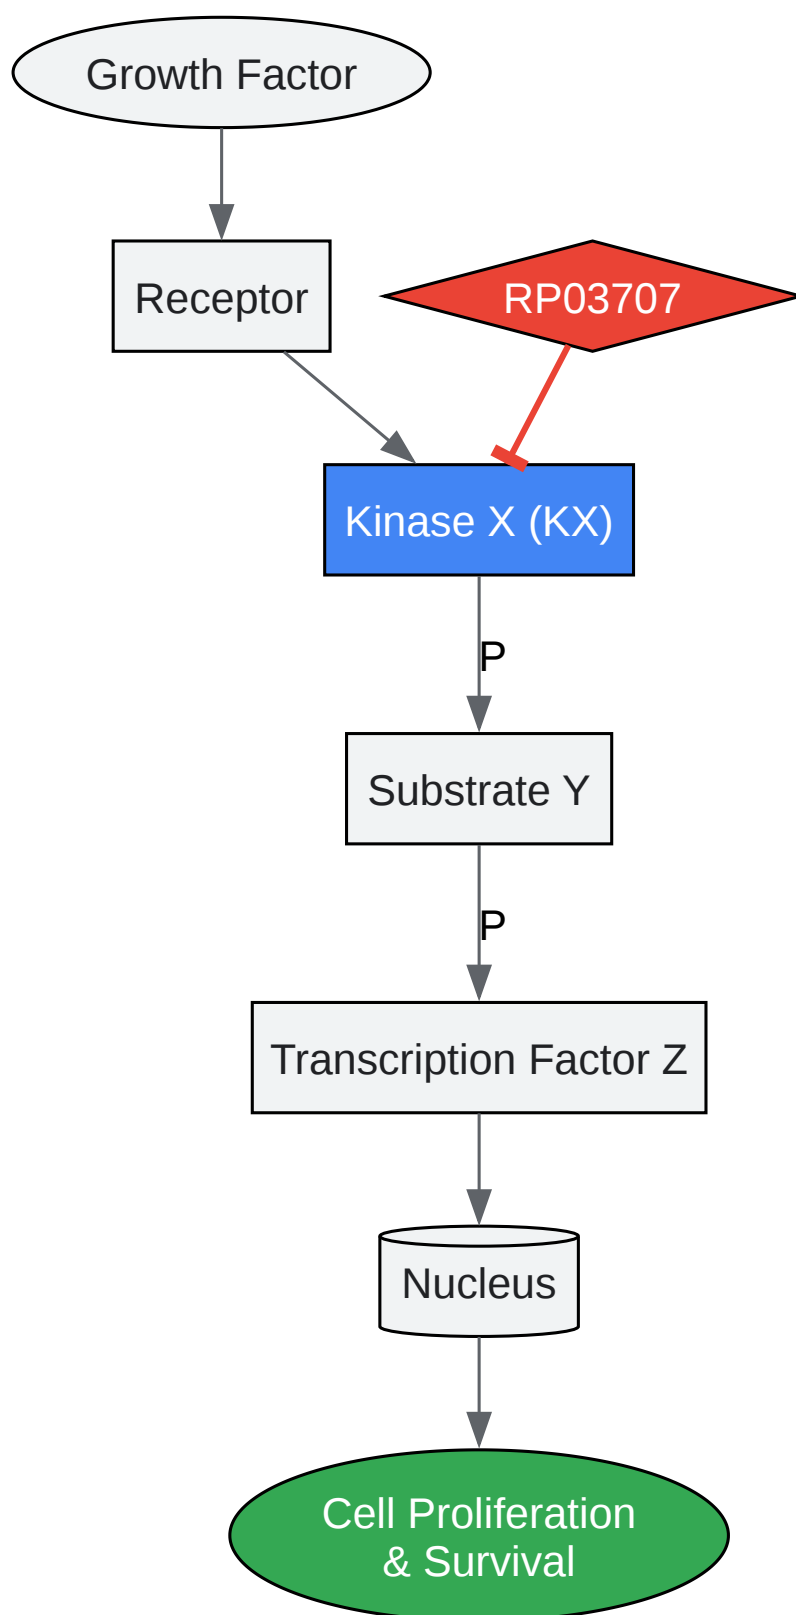 Growth Factor
Receptor
RP03707
Kinase X (KX)
P
Substrate Y
P
Transcription Factor Z
Nucleus
Cell Proliferation
& Survival